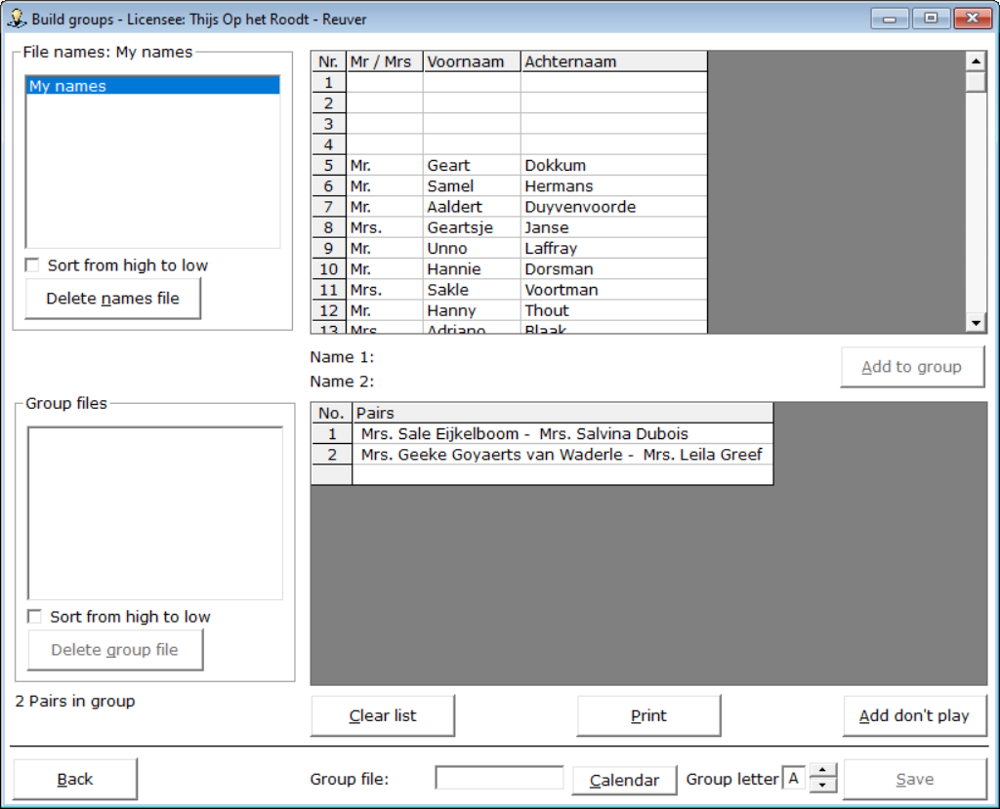 Build groups - Licensee: Thijs Op het Roodt - Reuver
File names: My names
My names
Sort from high to low
Delete names file
Nr. Mr / Mrs Voornaam Achternaam
1
2
3
4
5 Mr. Geart Dokkum
6 Mr. Samel Hermans
7 Mr. Aaldert Duyvenvoorde
8 Mrs. Geartsje Janse
9 Mr. Unno Laffray
10 Mr. Hannie Dorsman
11 Mrs. Sakle Voortman
12 Mr. Hanny Thout
13 Mrs. Adriano Blaak
Name 1:
Name 2:
Add to group
Group files
Sort from high to low
Delete group file
2 Pairs in group
No. Pairs
1 Mrs. Sale Eijkelboom - Mrs. Salvina Dubois
2 Mrs. Geeke Goyaerts van Waderle - Mrs. Leila Greef
Clear list
Print
Add don't play
Back
Group file:
Calendar
Group letter A
Save